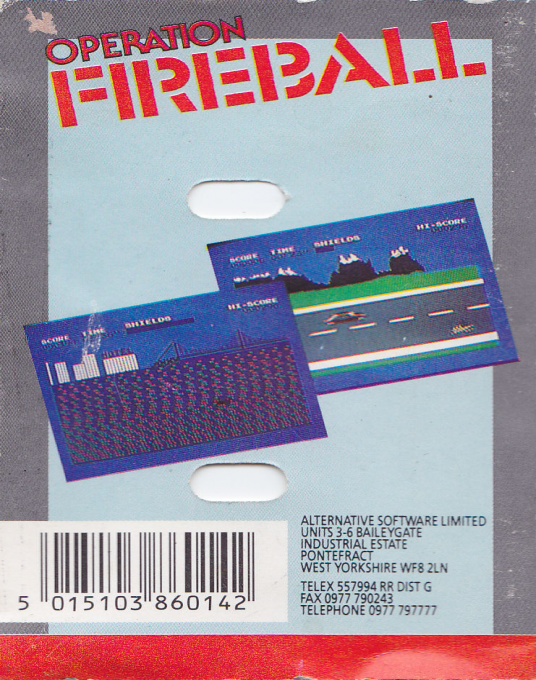 OPERATION
FIREBALL
SCORE TIME SHIELDS HI-SCORE
SCORE TIME SHIELDS HI-SCORE
HOTEL
ALTERNATIVE SOFTWARE LIMITED
UNITS 3-6 BAILEYGATE
INDUSTRIAL ESTATE
PONTEFRACT
WEST YORKSHIRE WF8 2LN
TELEX 557994 RR DIST G
FAX 0977 790243
TELEPHONE 0977 797777
5 015103 860142